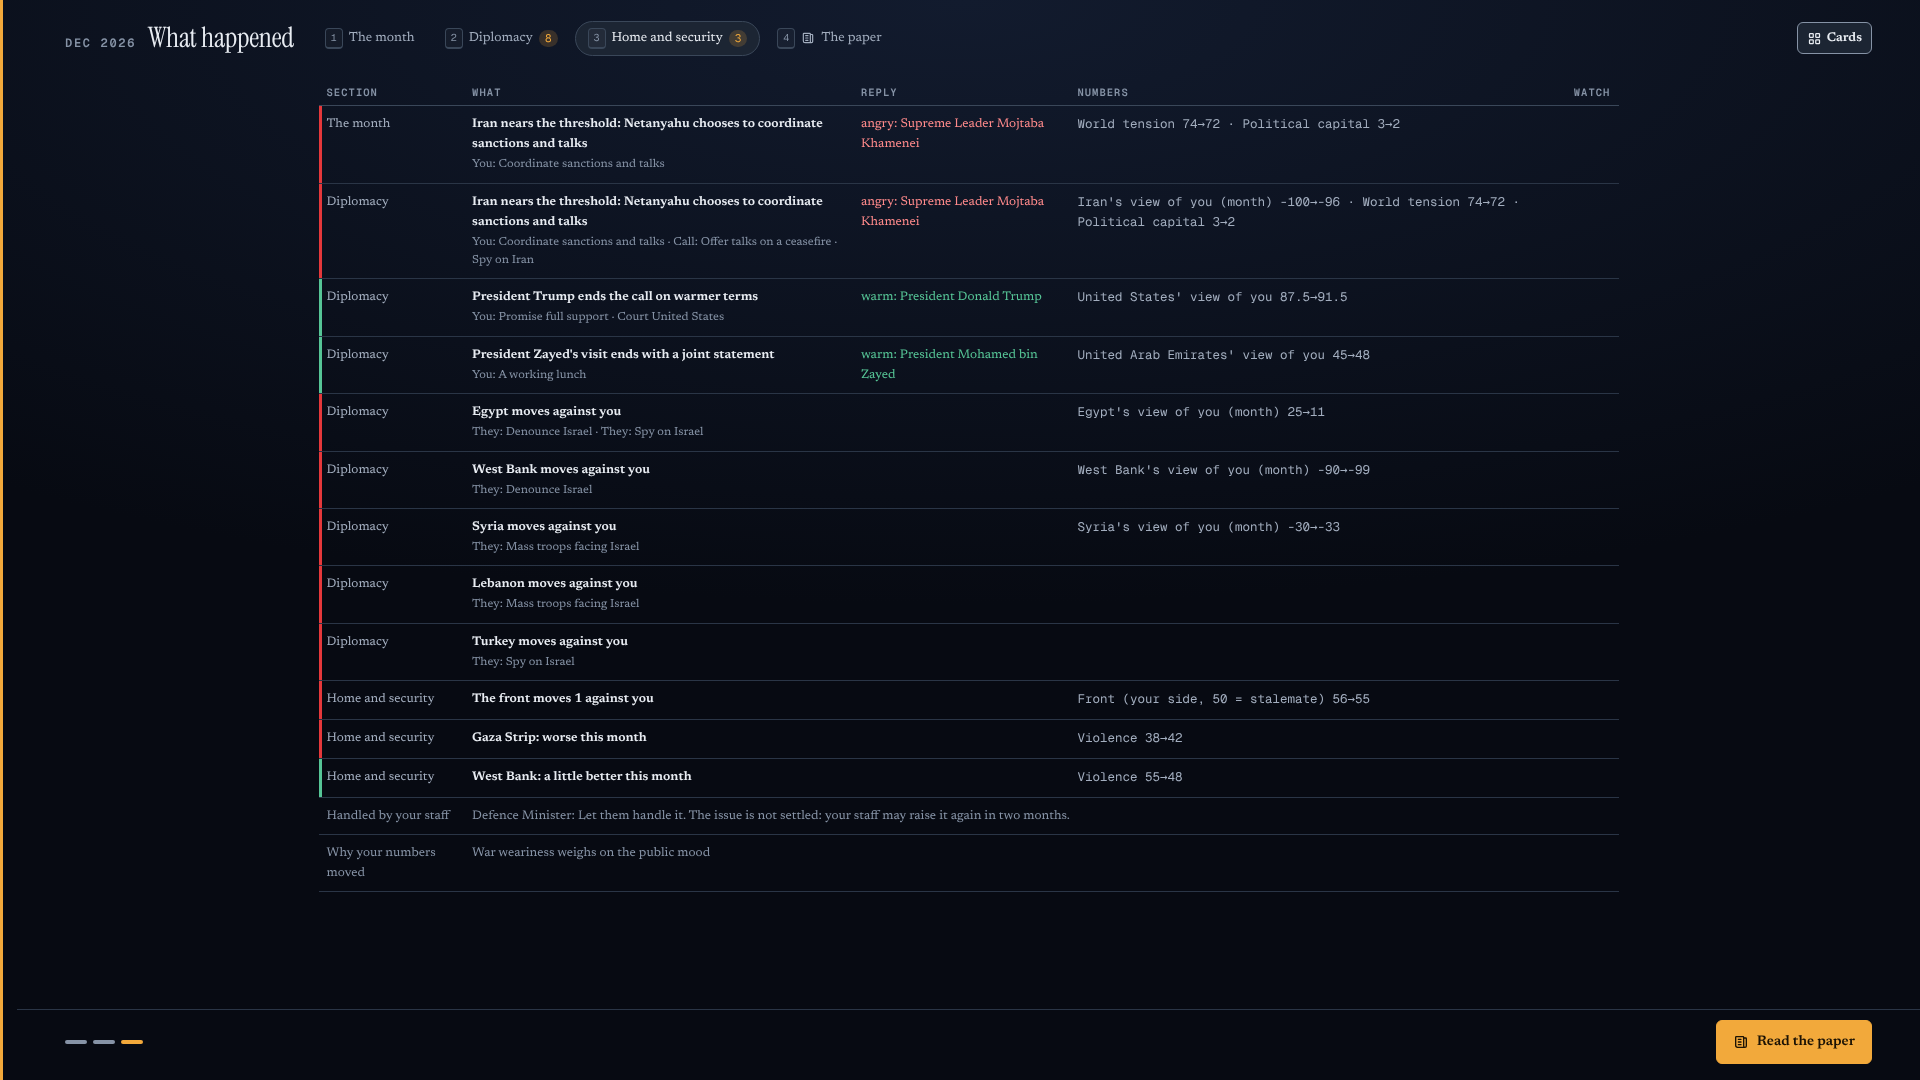 DEC 2026 What happened 1 The month 2 Diplomacy 8 3 Home and security 3 4 The paper Cards
SECTION WHAT REPLY NUMBERS WATCH
The month Iran nears the threshold: Netanyahu chooses to coordinate angry: Supreme Leader Mojtaba World tension 74→72 · Political capital 3→2
sanctions and talks Khamenei
You: Coordinate sanctions and talks
Diplomacy Iran nears the threshold: Netanyahu chooses to coordinate angry: Supreme Leader Mojtaba Iran's view of you (month) -100→-96 · World tension 74→72 ·
sanctions and talks Khamenei Political capital 3→2
You: Coordinate sanctions and talks · Call: Offer talks on a ceasefire ·
Spy on Iran
Diplomacy President Trump ends the call on warmer terms warm: President Donald Trump United States' view of you 87.5→91.5
You: Promise full support · Court United States
Diplomacy President Zayed's visit ends with a joint statement warm: President Mohamed bin United Arab Emirates' view of you 45→48
You: A working lunch Zayed
Diplomacy Egypt moves against you Egypt's view of you (month) 25→11
They: Denounce Israel · They: Spy on Israel
Diplomacy West Bank moves against you West Bank's view of you (month) -90→-99
They: Denounce Israel
Diplomacy Syria moves against you Syria's view of you (month) -30→-33
They: Mass troops facing Israel
Diplomacy Lebanon moves against you
They: Mass troops facing Israel
Diplomacy Turkey moves against you
They: Spy on Israel
Home and security The front moves 1 against you Front (your side, 50 = stalemate) 56→55
Home and security Gaza Strip: worse this month Violence 38→42
Home and security West Bank: a little better this month Violence 55→48
Handled by your staff Defence Minister: Let them handle it. The issue is not settled: your staff may raise it again in two months.
Why your numbers War weariness weighs on the public mood
moved
Read the paper